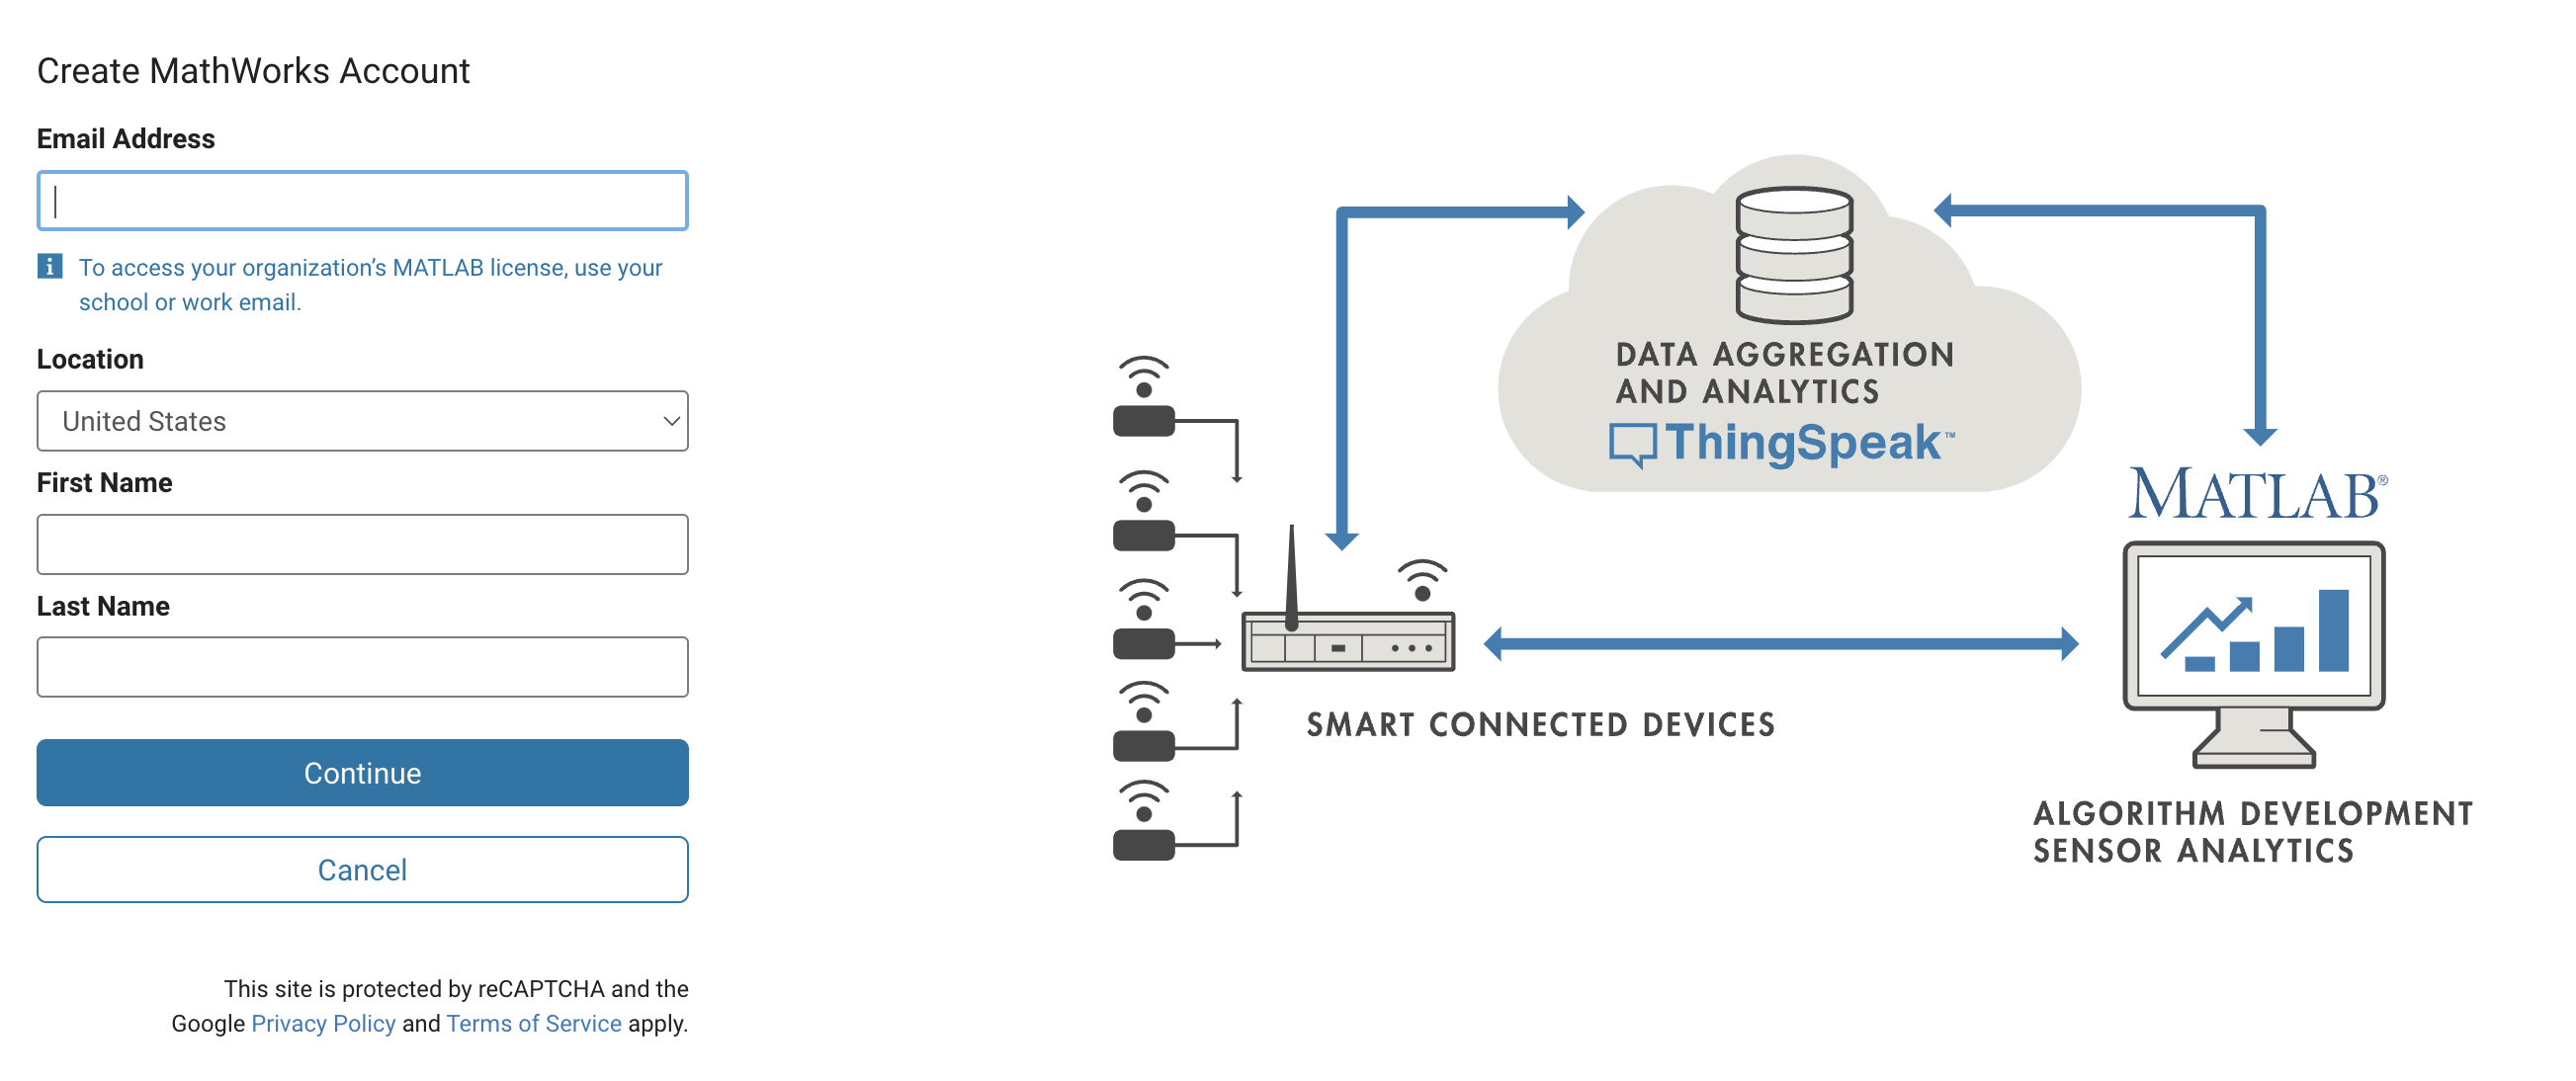 Create MathWorks Account
Email Address
To access your organization’s MATLAB license, use your
school or work email.
Location
United States
First Name
Last Name
Continue
Cancel
This site is protected by reCAPTCHA and the
Google Privacy Policy and Terms of Service apply.
DATA AGGREGATION
AND ANALYTICS
ThingSpeak™
MATLAB®
SMART CONNECTED DEVICES
ALGORITHM DEVELOPMENT
SENSOR ANALYTICS